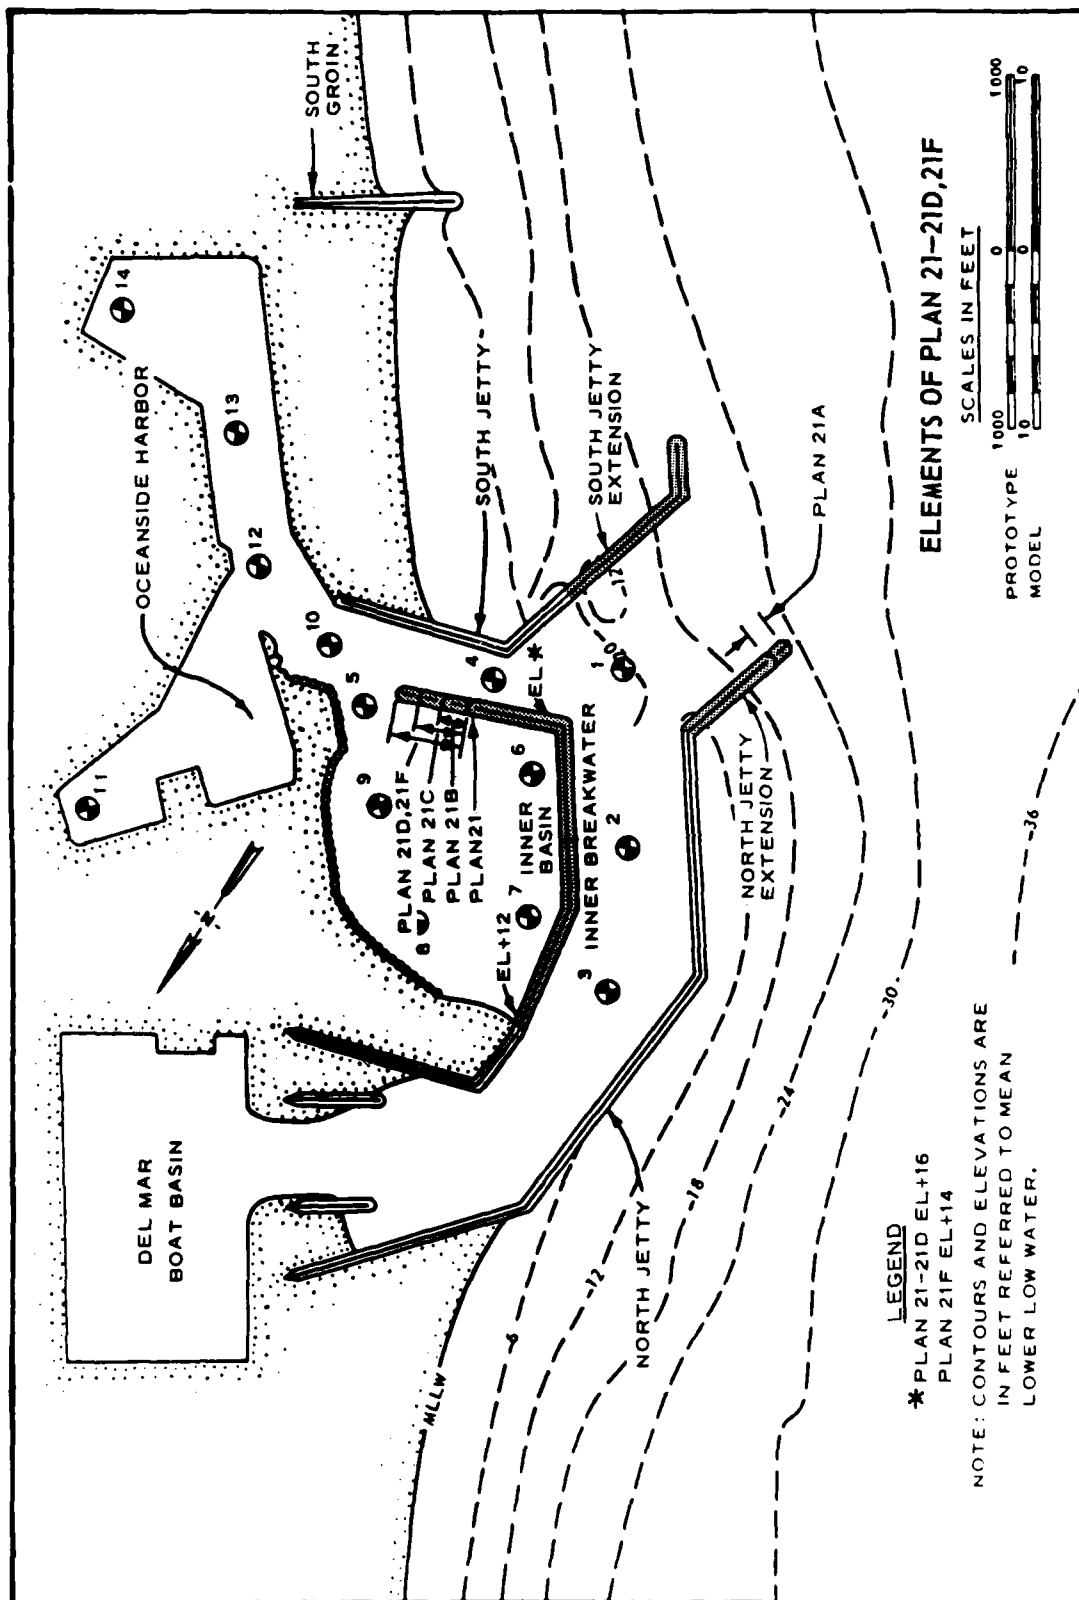 SOUTH
GROIN
14
13
12
OCEANSIDE HARBOR
10
11
5
9
4
SOUTH JETTY
SOUTH JETTY
EXTENSION
-12
1
EL*
6
PLAN 21D,21F
PLAN 21C
PLAN 21B
PLAN21
8
7
INNER
BASIN
EL+12
INNER BREAKWATER
2
3
N
DEL MAR
BOAT BASIN
NORTH JETTY
EXTENSION
PLAN 21A
NORTH JETTY
MLLW
-6
-12
-18
-24
-30
-36
LEGEND
* PLAN 21-21D EL+16
PLAN 21F EL+14
NOTE: CONTOURS AND ELEVATIONS ARE
IN FEET REFERRED TO MEAN
LOWER LOW WATER.
ELEMENTS OF PLAN 21-21D,21F
SCALES IN FEET
PROTOTYPE 1000 0 1000
MODEL 10 0 10